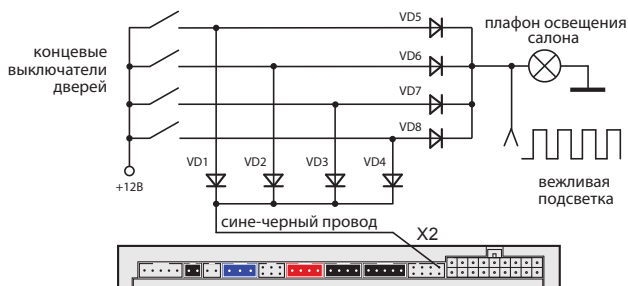 VD5
плафон освещения
салона
концевые
выключатели
дверей
VD6
VD7
VD8
VD1
VD2
VD3
VD4
+12В
вежливая
подсветка
сине-черный провод
X2